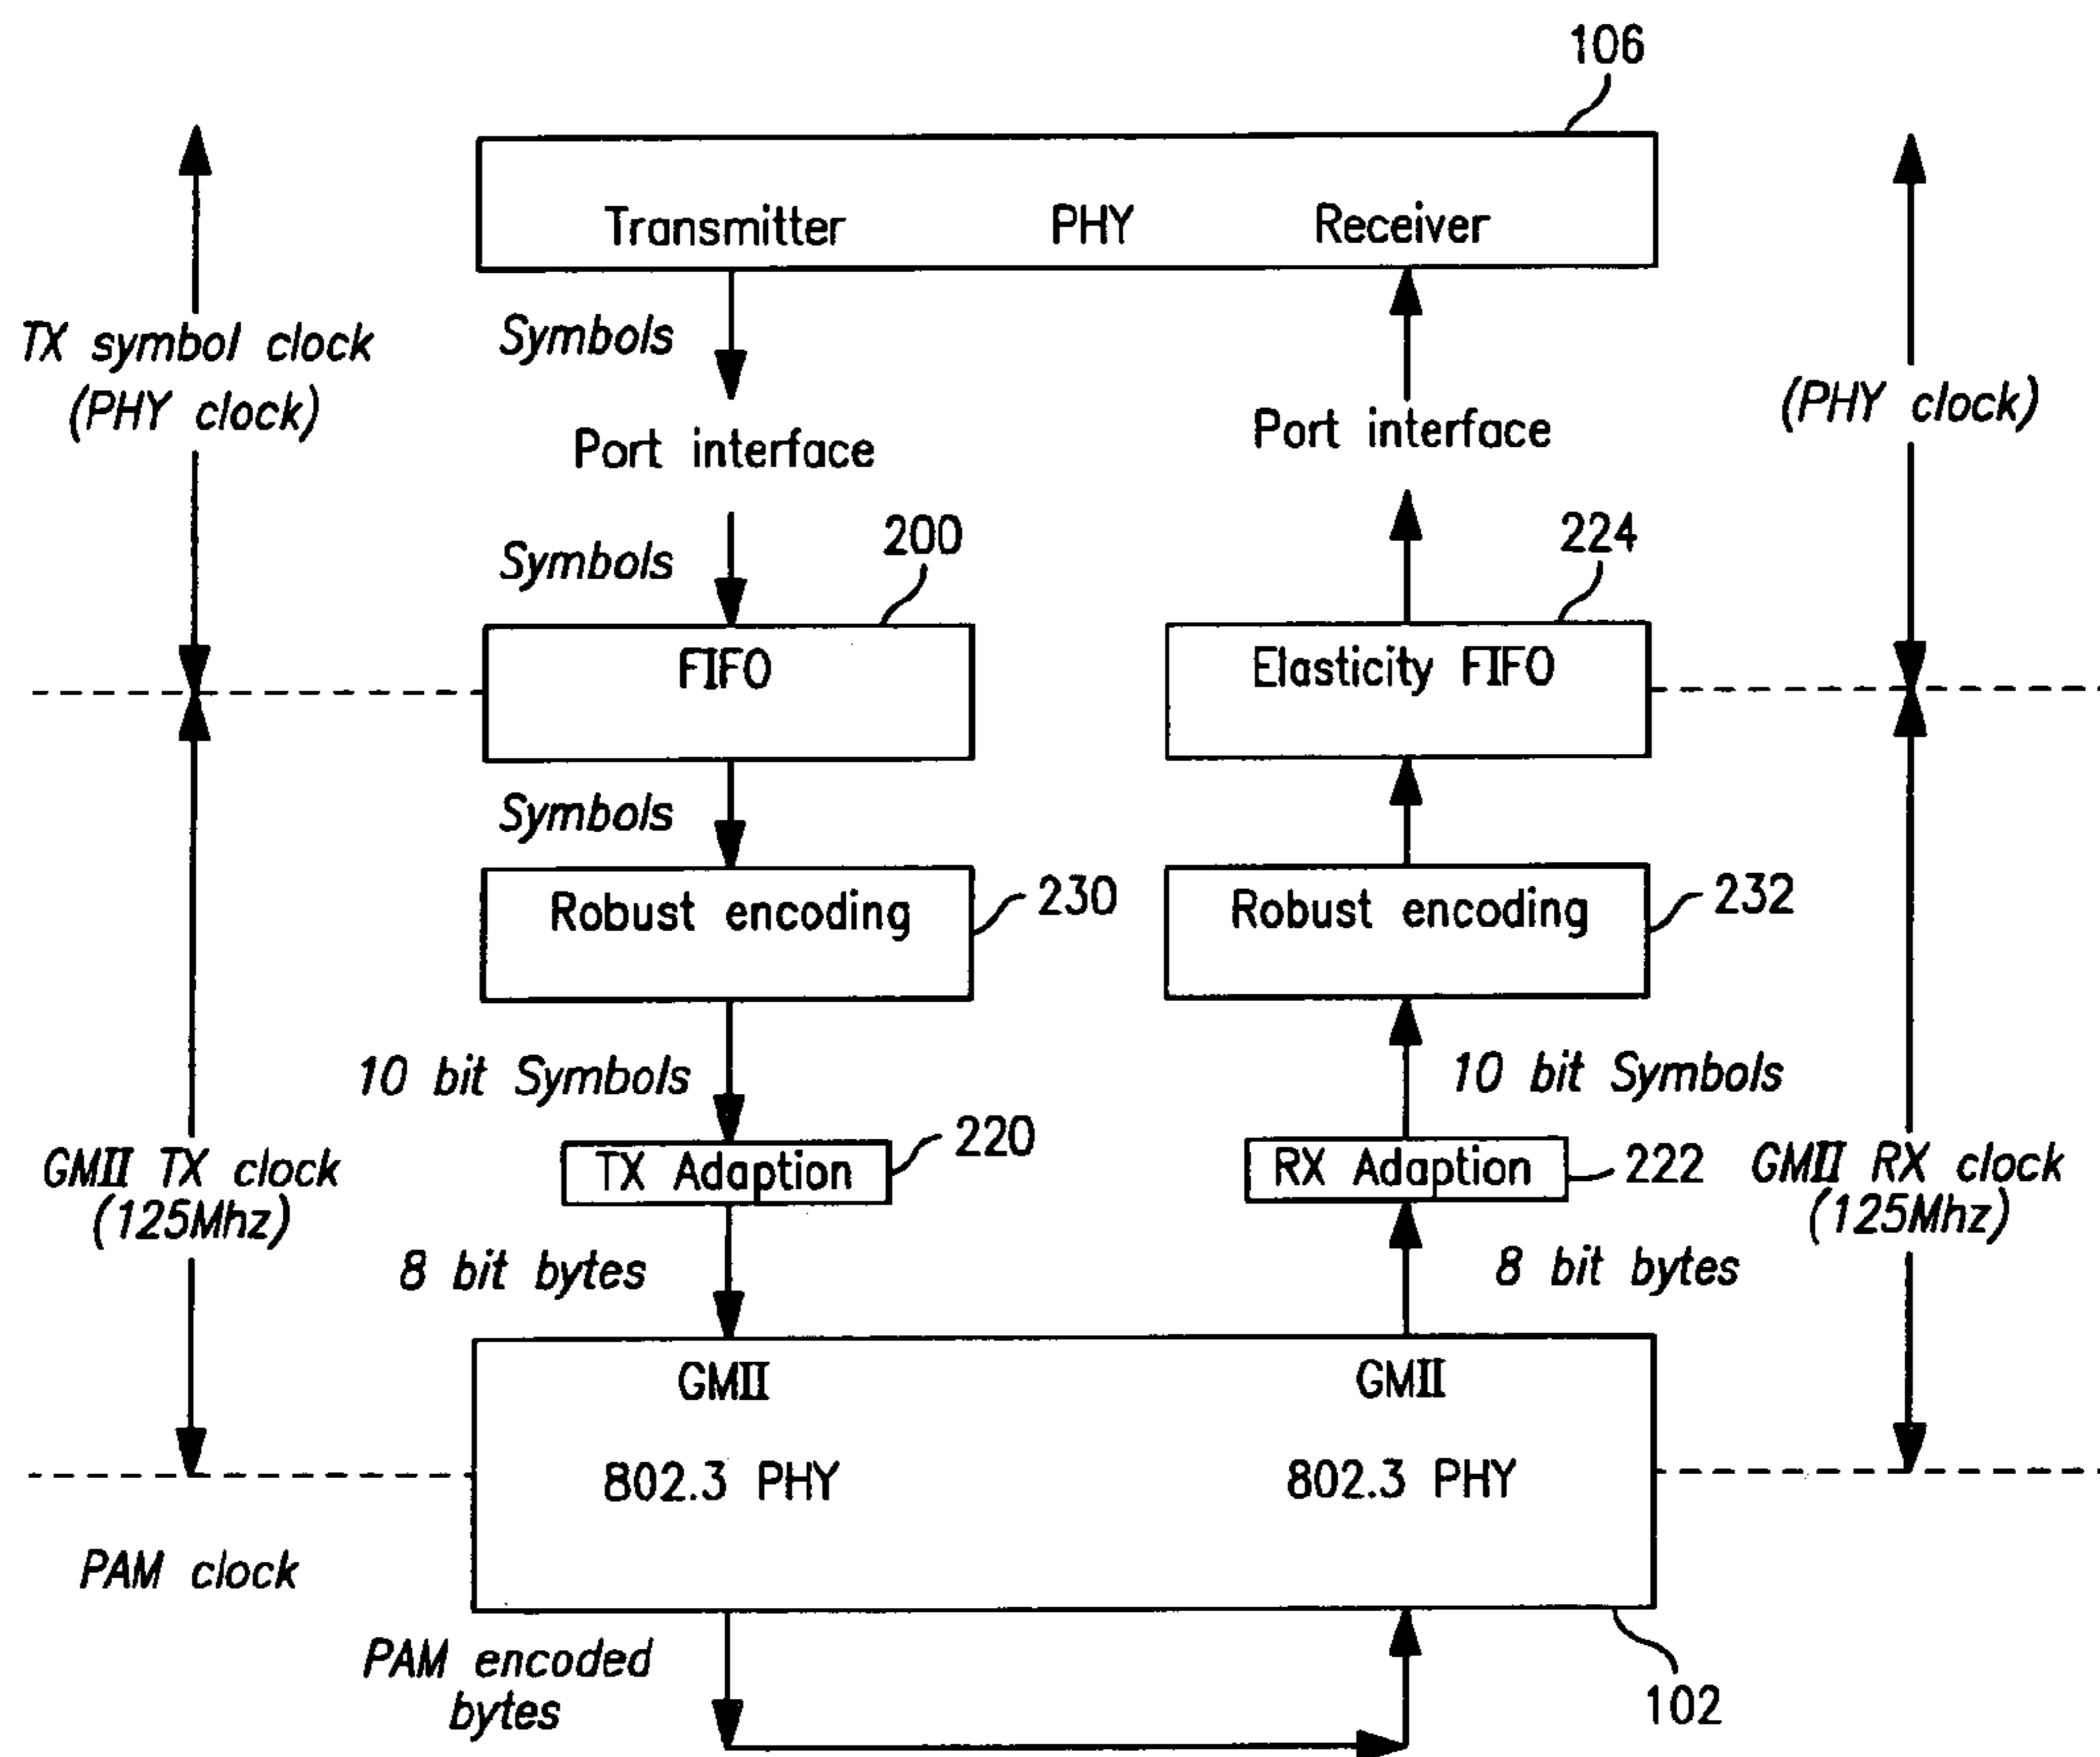 106
Transmitter PHY Receiver
TX symbol clock
(PHY clock)
Symbols
Port interface
Port interface
(PHY clock)
Symbols
200
224
FIFO
Elasticity FIFO
Symbols
Robust encoding
230
Robust encoding
232
10 bit Symbols
10 bit Symbols
GMII TX clock
(125Mhz)
TX Adaption
220
RX Adaption
222
GMII RX clock
(125Mhz)
8 bit bytes
8 bit bytes
GMII
GMII
802.3 PHY
802.3 PHY
PAM clock
PAM encoded
bytes
102